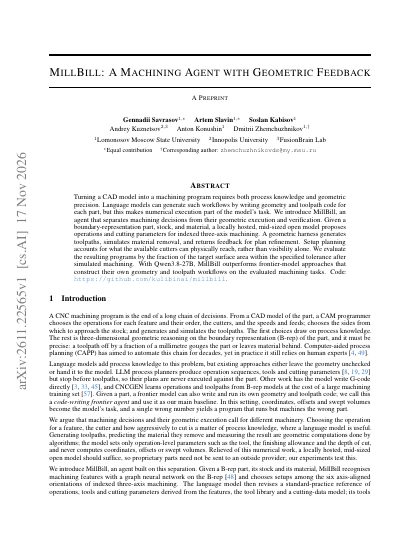 MILLBILL: A MACHINING AGENT WITH GEOMETRIC FEEDBACK
A PREPRINT
Gennadii Savrasov1,* Artem Slavin1,* Soslan Kabisov1
Andrey Kuznetsov2,3 Anton Konushin1 Dmitrii Zhemchuzhnikov1,†
1Lomonosov Moscow State University 2Innopolis University 3FusionBrain Lab
*Equal contribution †Corresponding author: zhemchuzhnikovds@my.msu.ru
arXiv:2611.22565v1 [cs.AI] 17 Nov 2026
ABSTRACT
Turning a CAD model into a machining program requires both process knowledge and geometric
precision. Language models can generate such workflows by writing geometry and toolpath code for
each part, but this makes numerical execution part of the model's task. We introduce MillBill, an
agent that separates machining decisions from their geometric execution and verification. Given a
boundary-representation part, stock, and material, a locally hosted, mid-sized open model proposes
operations and cutting parameters for indexed three-axis machining. A geometric harness generates
toolpaths, simulates material removal, and returns feedback for plan refinement. Setup planning
accounts for what the available cutters can physically reach, rather than visibility alone. We evaluate
the resulting programs by the fraction of the target surface area within the specified tolerance after
simulated machining. With Qwen3.8-27B, MillBill outperforms frontier-model approaches that
construct their own geometry and toolpath workflows on the evaluated machining tasks. Code:
https://github.com/kulibinai/millbill.
1 Introduction
A CNC machining program is the end of a long chain of decisions. From a CAD model of the part, a CAM programmer
chooses the operations for each feature and their order, the cutters, and the speeds and feeds; chooses the sides from
which to approach the stock; and generates and simulates the toolpaths. The first choices draw on process knowledge.
The rest is three-dimensional geometric reasoning on the boundary representation (B-rep) of the part, and it must be
precise: a toolpath off by a fraction of a millimetre gouges the part or leaves material behind. Computer-aided process
planning (CAPP) has aimed to automate this chain for decades, yet in practice it still relies on human experts [4, 49].
Language models add process knowledge to this problem, but existing approaches either leave the geometry unchecked
or hand it to the model. LLM process planners produce operation sequences, tools and cutting parameters [8, 19, 29]
but stop before toolpaths, so their plans are never executed against the part. Other work has the model write G-code
directly [3, 33, 45], and CNCGEN learns operations and toolpaths from B-rep models at the cost of a large machining
training set [57]. Given a part, a frontier model can also write and run its own geometry and toolpath code; we call this
a code-writing frontier agent and use it as our main baseline. In this setting, coordinates, offsets and swept volumes
become the model's task, and a single wrong number yields a program that runs but machines the wrong part.
We argue that machining decisions and their geometric execution call for different machinery. Choosing the operation
for a feature, the cutter and how aggressively to cut is a matter of process knowledge, where a language model is useful.
Generating toolpaths, predicting the material they remove and measuring the result are geometric computations done by
algorithms; the model sets only operation-level parameters such as the tool, the finishing allowance and the depth of cut,
and never computes coordinates, offsets or swept volumes. Relieved of this numerical work, a locally hosted, mid-sized
open model should suffice, so proprietary parts need not be sent to an outside provider; our experiments test this.
We introduce MillBill, an agent built on this separation. Given a B-rep part, its stock and its material, MillBill recognises
machining features with a graph neural network on the B-rep [48] and chooses setups among the six axis-aligned
orientations of indexed three-axis machining. The language model then revises a standard-practice reference of
operations, tools and cutting parameters derived from the features, the tool library and a cutting-data model; its tools